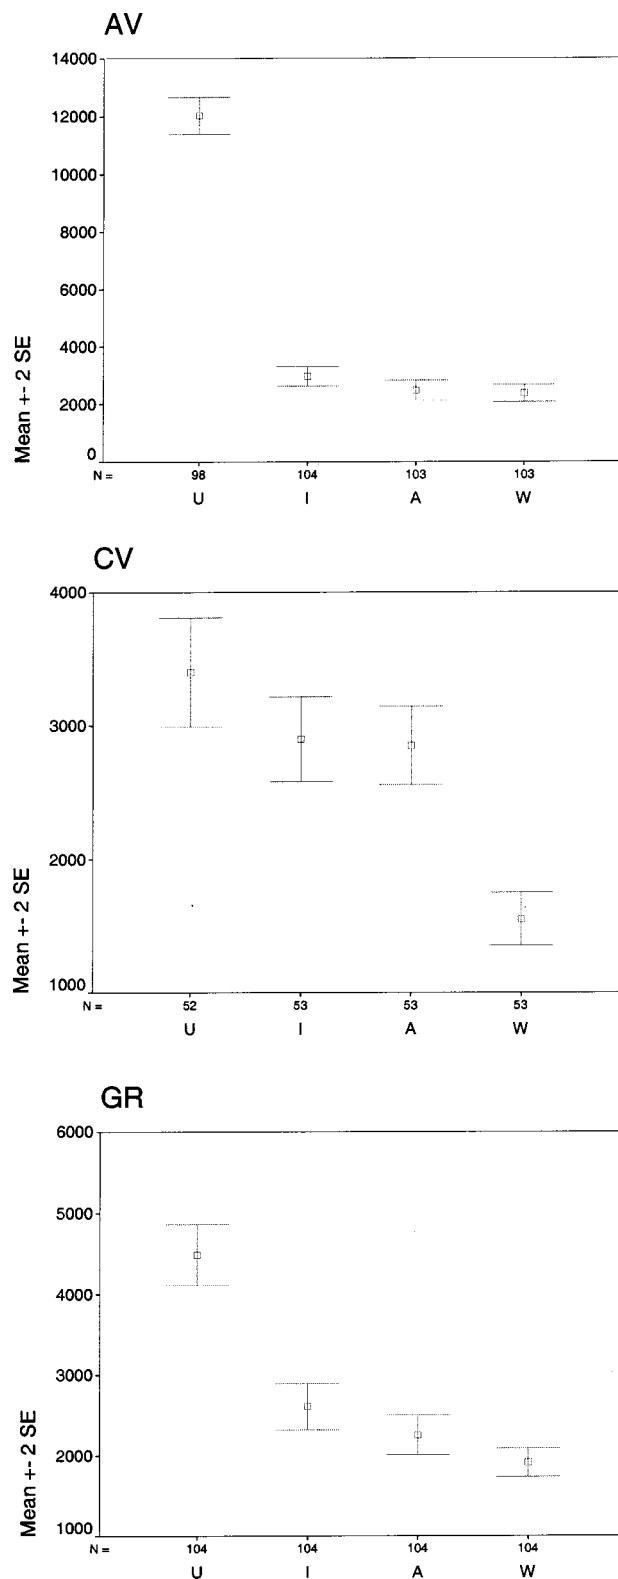 AV
14000
12000
10000
8000
6000
4000
2000
0
Mean +- 2 SE
N = 98 104 103 103
U I A W
CV
4000
3000
2000
1000
Mean +- 2 SE
N = 52 53 53 53
U I A W
GR
6000
5000
4000
3000
2000
1000
Mean +- 2 SE
N = 104 104 104 104
U I A W